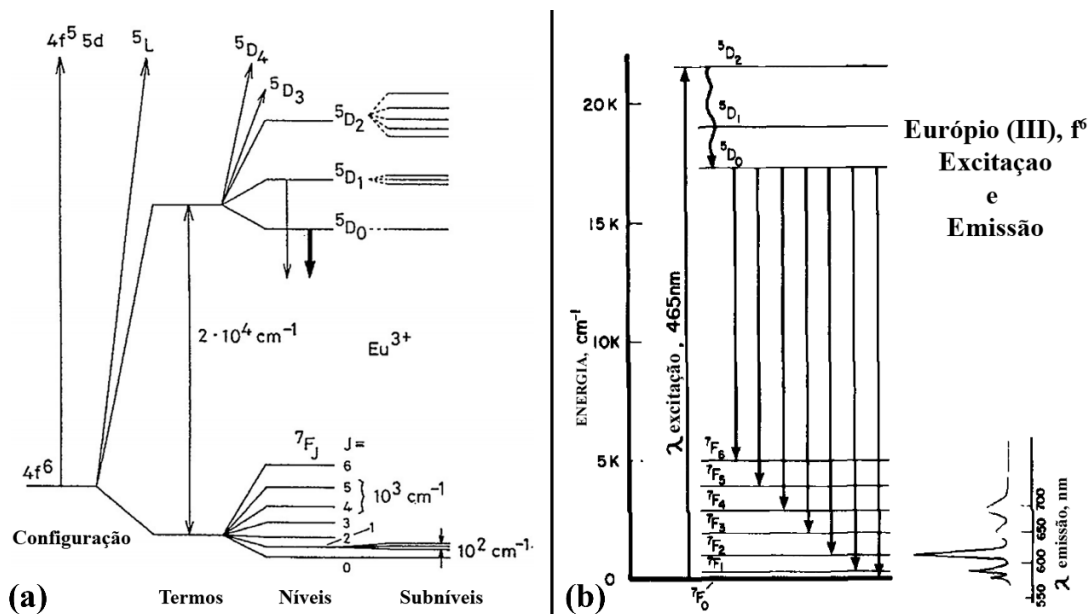 4f⁵ 5d
⁵L
⁵D₄
⁵D₃
⁵D₂
⁵D₁
⁵D₀
2 · 10⁴ cm⁻¹
Eu³⁺
⁷F_J J=
6
5
4
3
2
1
0
10³ cm⁻¹
10² cm⁻¹
4f⁶
Configuração
(a) Termos Níveis Subníveis
⁵D₂
20K
⁵D₁
⁵D₀
15K
10K
5K
0
ENERGIA, cm⁻¹
λ excitação, 465nm
⁷F₆
⁷F₅
⁷F₄
⁷F₃
⁷F₂
⁷F₁
⁷F₀
(b)
Európio (III), f⁶
Excitaçao
e
Emissão
700
650
600
550
λ emissão, nm